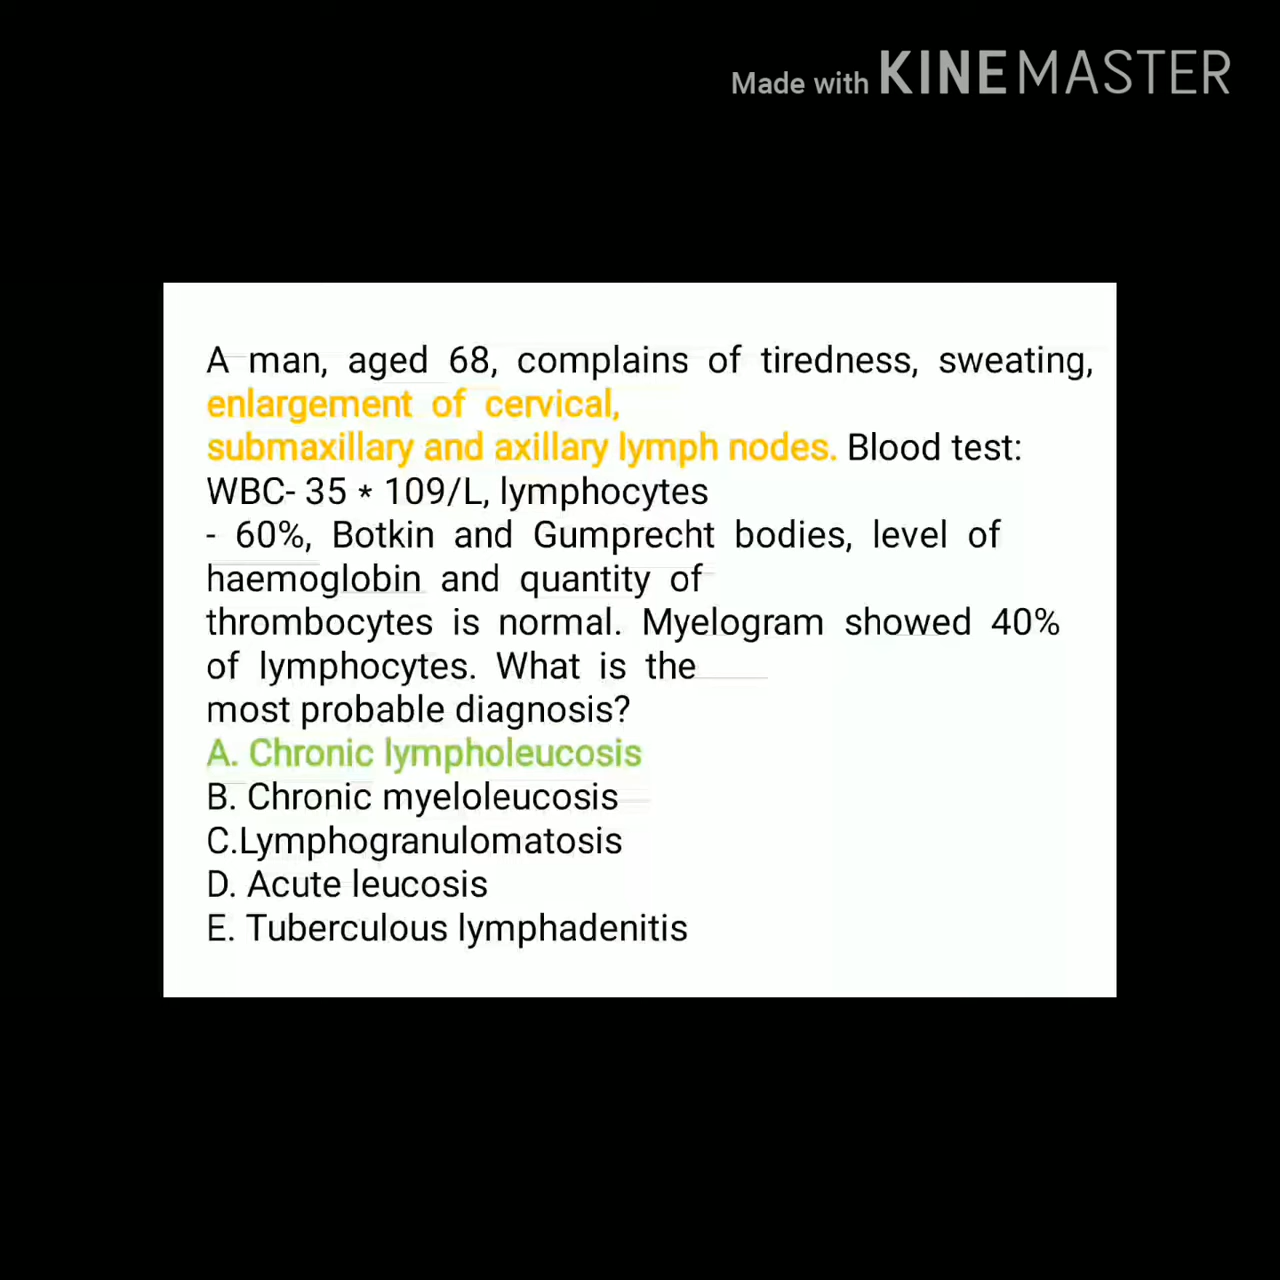 Made with KINEMASTER
A man, aged 68, complains of tiredness, sweating,
enlargement of cervical,
submaxillary and axillary lymph nodes. Blood test:
WBC- 35 * 109/L, lymphocytes
- 60%, Botkin and Gumprecht bodies, level of
haemoglobin and quantity of
thrombocytes is normal. Myelogram showed 40%
of lymphocytes. What is the
most probable diagnosis?
A. Chronic lympholeucosis
B. Chronic myeloleucosis
C.Lymphogranulomatosis
D. Acute leucosis
E. Tuberculous lymphadenitis